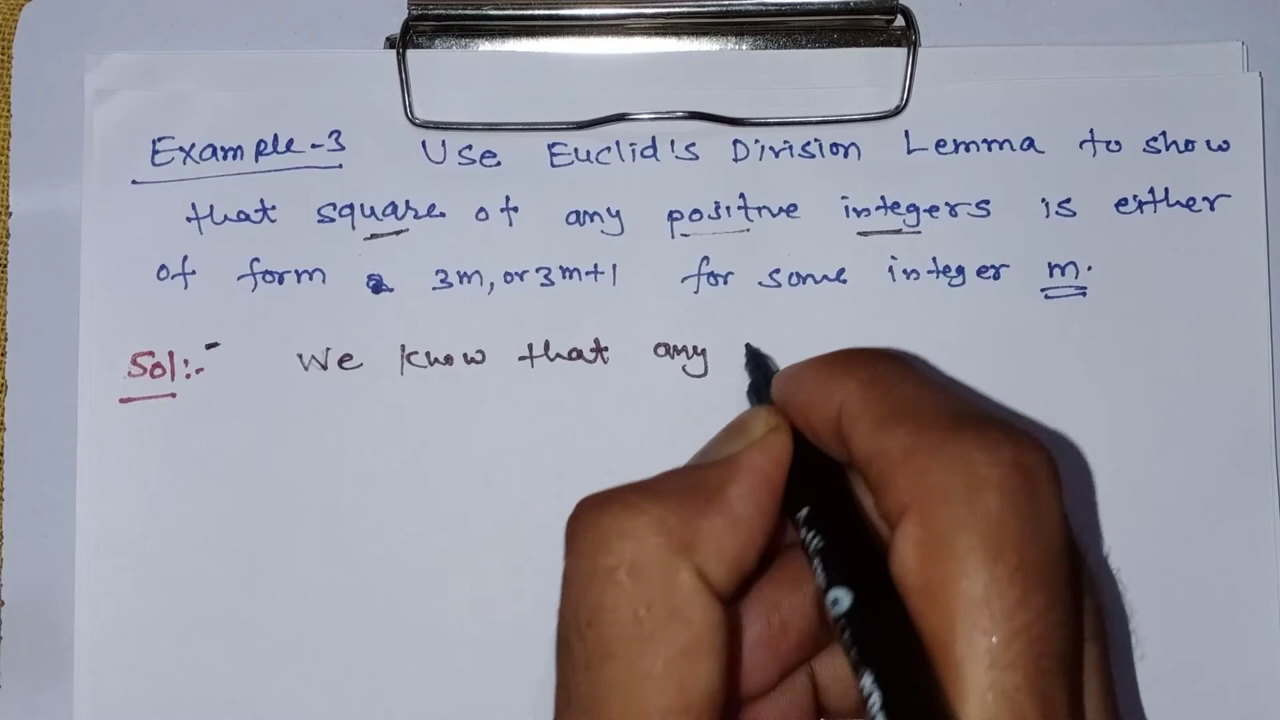 Example-3 Use Euclid's Division Lemma to show
that square of any positive integers is either
of form 3m, or 3m+1 for some integer m.
Sol:- We know that any